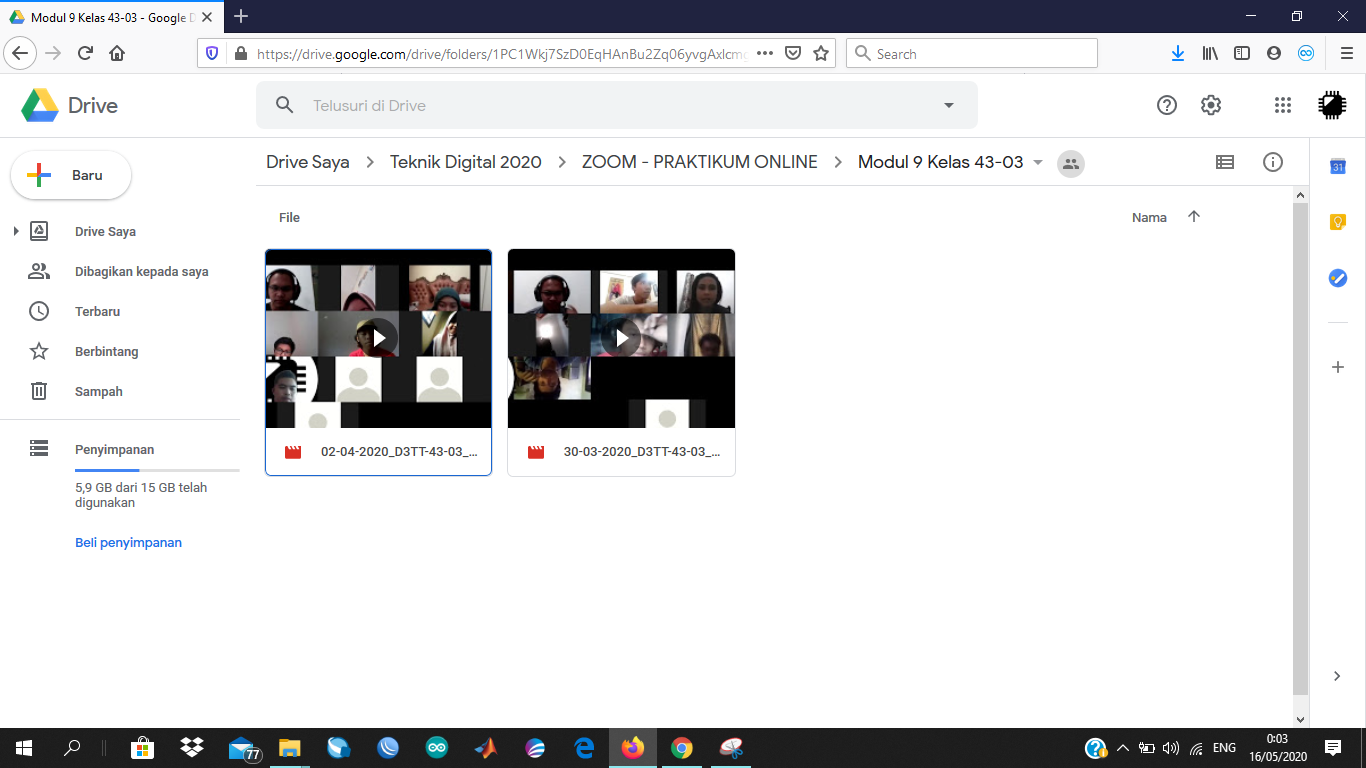 Modul 9 Kelas 43-03 - Google D
https://drive.google.com/drive/folders/1PC1Wkj7SzD0EqHAnBu2Zq06yvgAxlcm
Search
Drive
Telusuri di Drive
Baru
Drive Saya
Dibagikan kepada saya
Terbaru
Berbintang
Sampah
Penyimpanan
5,9 GB dari 15 GB telah
digunakan
Beli penyimpanan
Drive Saya > Teknik Digital 2020 > ZOOM - PRAKTIKUM ONLINE > Modul 9 Kelas 43-03
File
Nama
02-04-2020_D3TT-43-03_...
30-03-2020_D3TT-43-03_...
31
77
ENG
0:03
16/05/2020